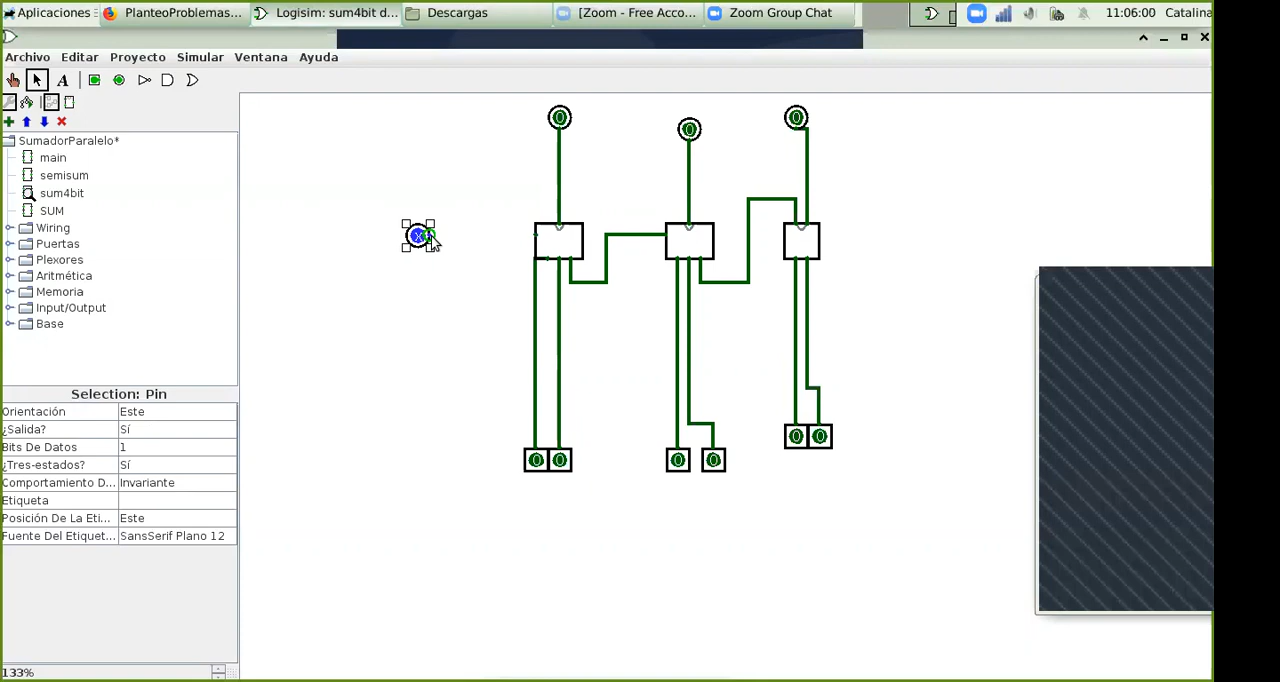 Aplicaciones
PlanteoProblemas...
Logisim: sum4bit d...
Descargas
[Zoom - Free Acco...
Zoom Group Chat
11:06:00
Catalina
Archivo Editar Proyecto Simular Ventana Ayuda
A
SumadorParalelo*
main
semisum
sum4bit
SUM
Wiring
Puertas
Plexores
Aritmética
Memoria
Input/Output
Base
Selection: Pin
Orientación Este
¿Salida? Sí
Bits De Datos 1
¿Tres-estados? Sí
Comportamiento D... Invariante
Etiqueta
Posición De La Eti... Este
Fuente Del Etiquet... SansSerif Plano 12
133%
0
0
0
x
0 0
0 0
0 0